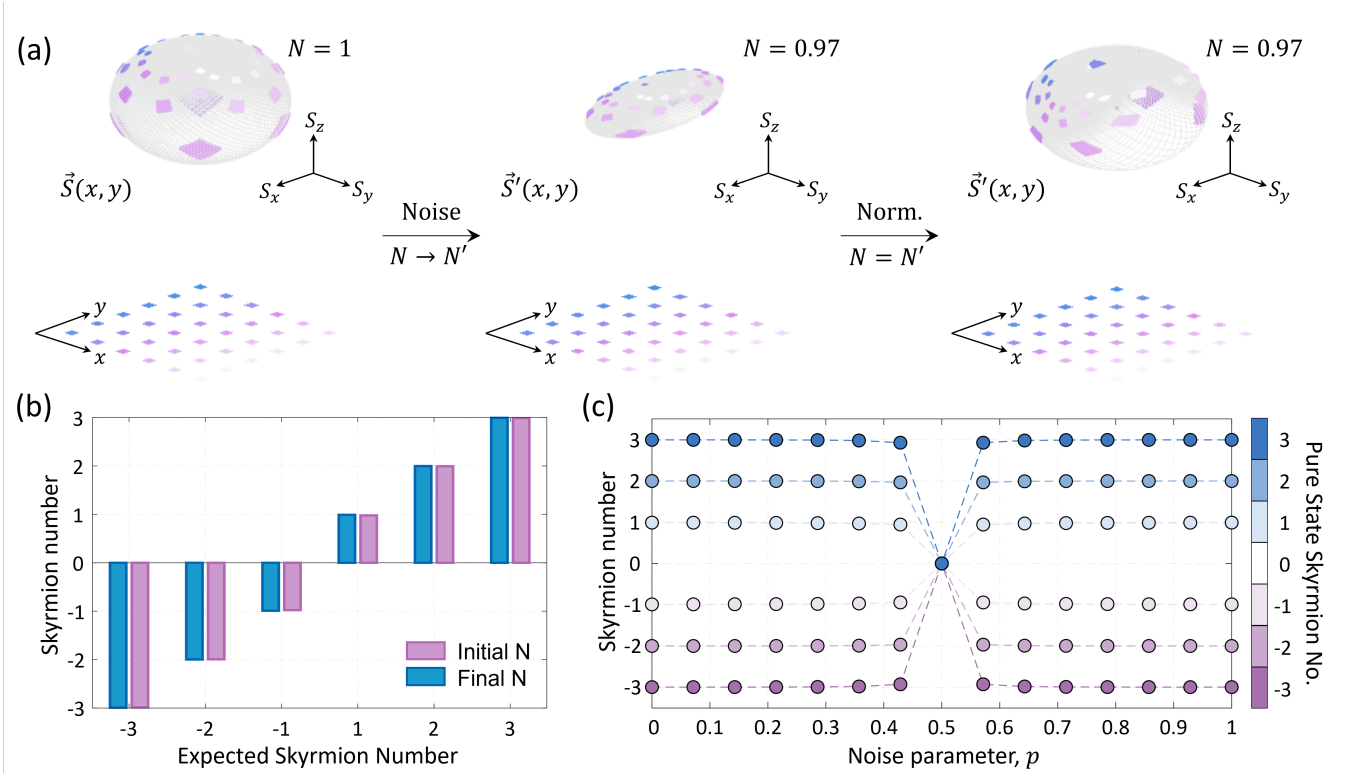 (a)
N = 1
N = 0.97
N = 0.97
S_z
S_x
S_y
S_z
S_x
S_y
S_z
S_x
S_y
\vec{S}(x, y)
\vec{S}'(x, y)
\vec{S}'(x, y)
Noise
N → N′
Norm.
N = N′
y
x
y
x
y
x
(b)
Skyrmion number
3
2
1
0
-1
-2
-3
Initial N
Final N
-3 -2 -1 1 2 3
Expected Skyrmion Number
(c)
Skyrmion number
3
2
1
0
-1
-2
-3
0 0.1 0.2 0.3 0.4 0.5 0.6 0.7 0.8 0.9 1
Noise parameter, p
3
2
1
0
-1
-2
-3
Pure State Skyrmion No.